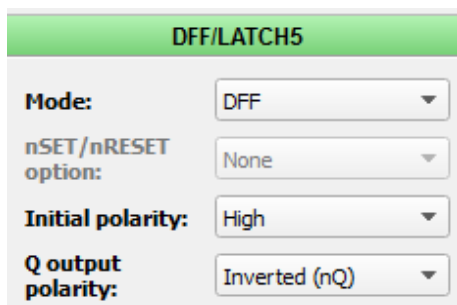 DFF/LATCH5
Mode: DFF
nSET/nRESET
option: None
Initial polarity: High
Q output
polarity: Inverted (nQ)